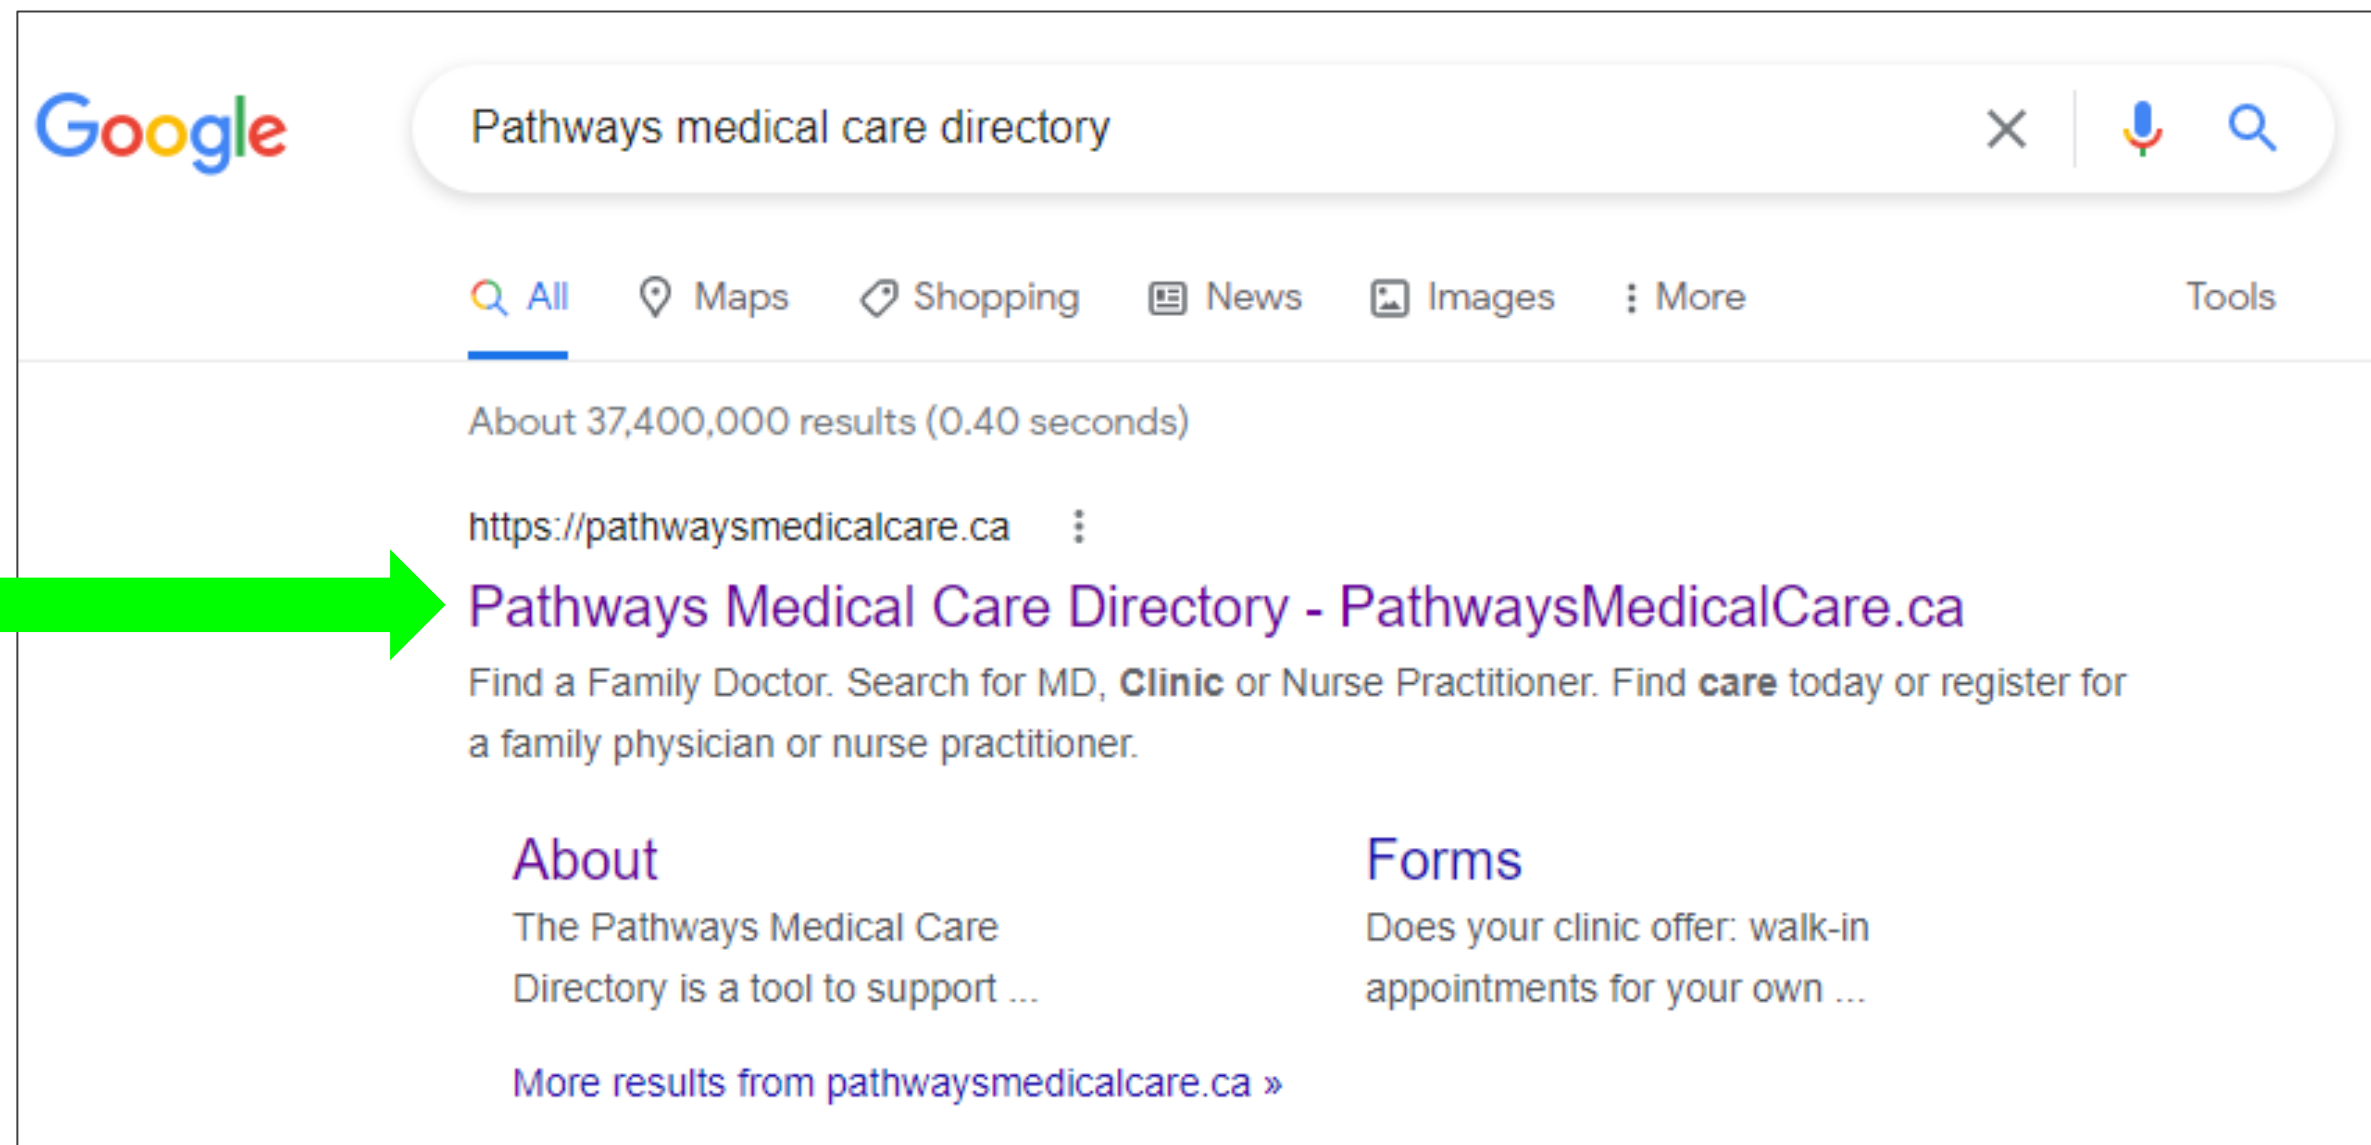 Google
Pathways medical care directory
All Maps Shopping News Images More Tools
About 37,400,000 results (0.40 seconds)
https://pathwaysmedicalcare.ca
Pathways Medical Care Directory - PathwaysMedicalCare.ca
Find a Family Doctor. Search for MD, Clinic or Nurse Practitioner. Find care today or register for
a family physician or nurse practitioner.
About
The Pathways Medical Care
Directory is a tool to support ...
Forms
Does your clinic offer: walk-in
appointments for your own ...
More results from pathwaysmedicalcare.ca »